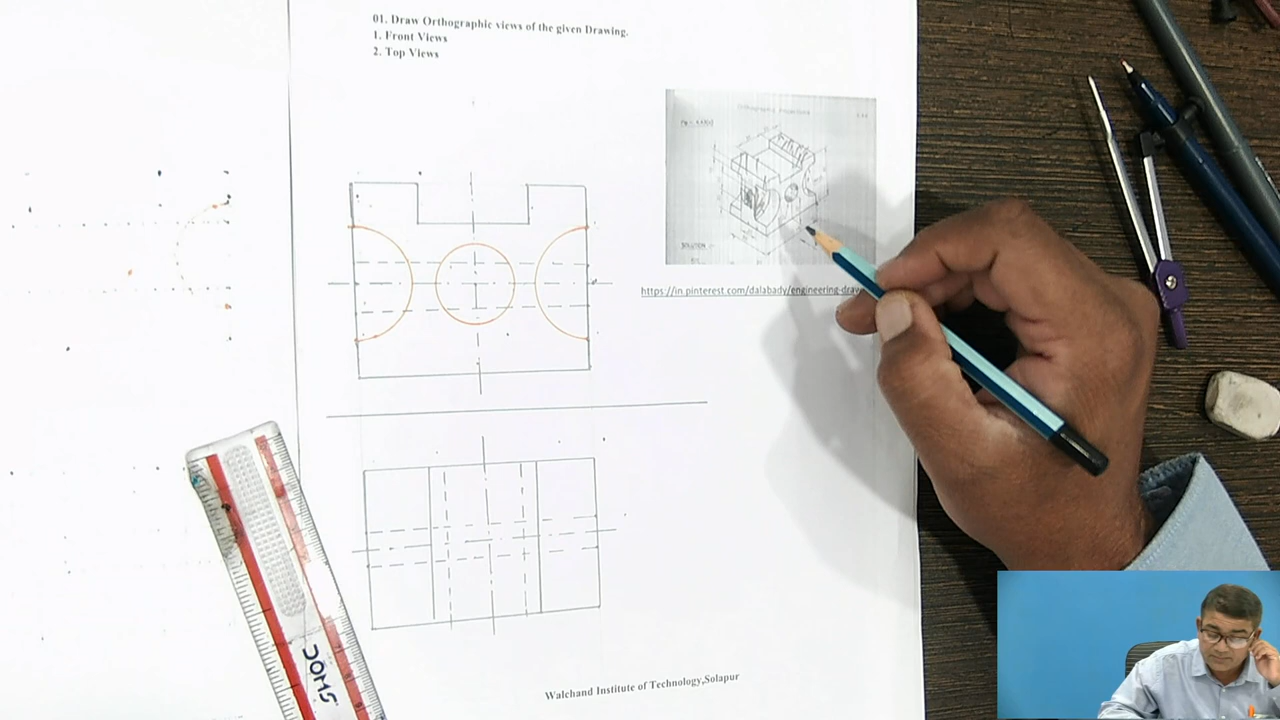 01. Draw Orthographic views of the given Drawing.
1. Front Views
2. Top Views
SOLUTION
https://in.pinterest.com/dalabady/engineering-draw
Walchand Institute of Technology,Solapur